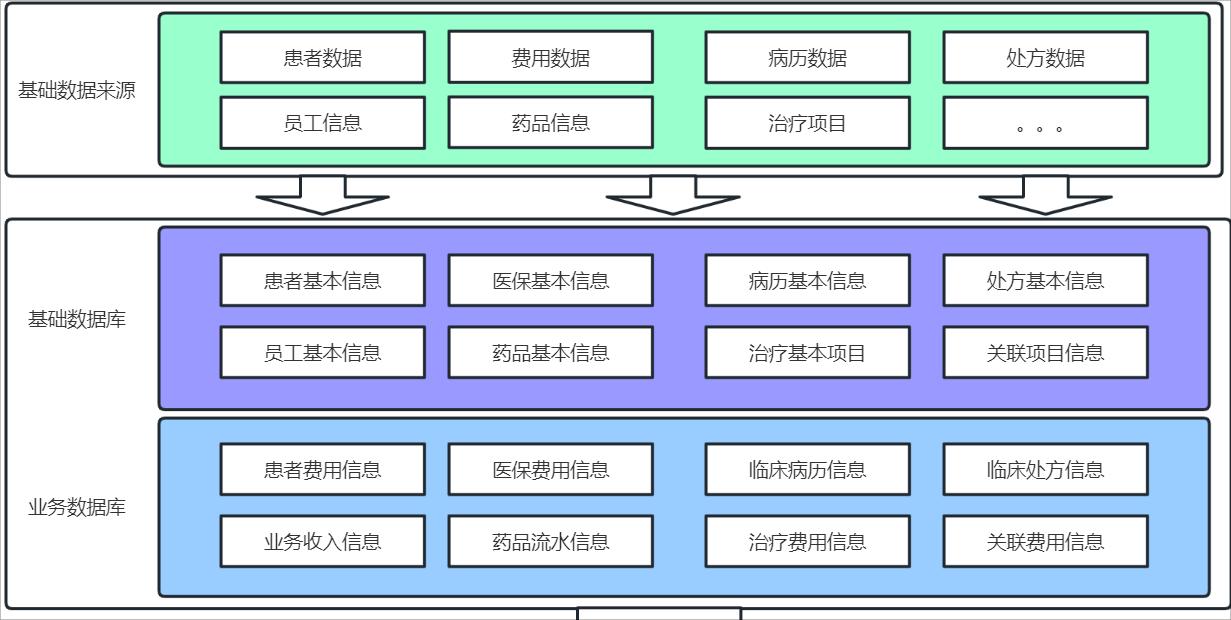 基础数据来源
患者数据
费用数据
病历数据
处方数据
员工信息
药品信息
治疗项目
。。。
基础数据库
患者基本信息
医保基本信息
病历基本信息
处方基本信息
员工基本信息
药品基本信息
治疗基本项目
关联项目信息
业务数据库
患者费用信息
医保费用信息
临床病历信息
临床处方信息
业务收入信息
药品流水信息
治疗费用信息
关联费用信息